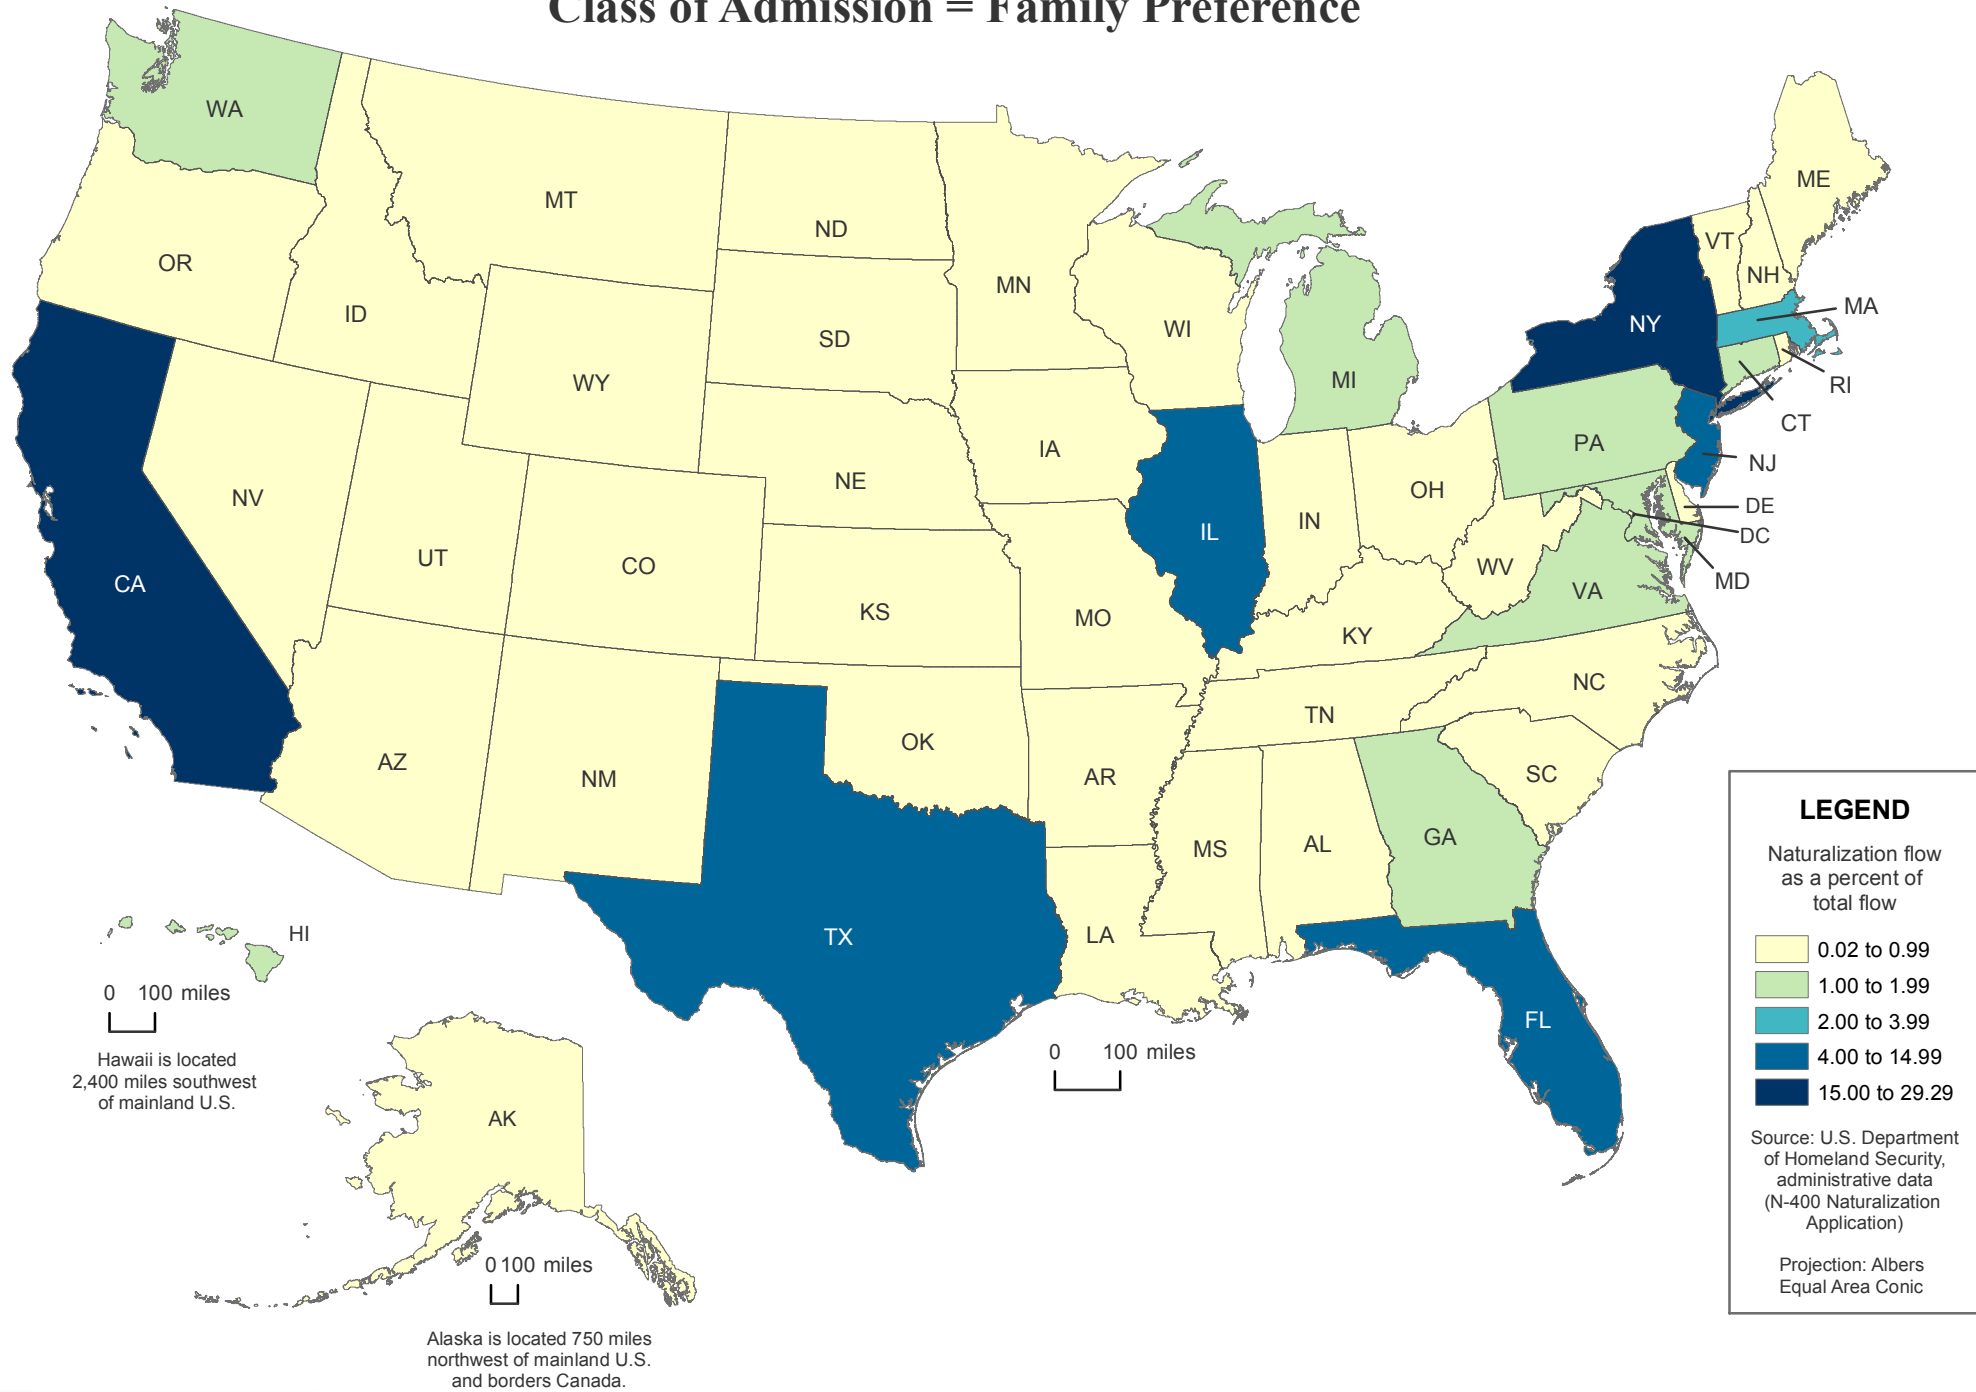 Class of Admission = Family Preference
WA
MT
ND
MN
ME
OR
ID
SD
WI
MI
VT
NH
NY
MA
RI
CT
WY
IA
NE
PA
NJ
NV
UT
CO
IL
IN
OH
DE
DC
MD
CA
KS
MO
WV
VA
KY
NC
TN
AZ
NM
OK
AR
SC
MS
AL
GA
TX
LA
FL
HI
0 100 miles
Hawaii is located
2,400 miles southwest
of mainland U.S.
AK
0 100 miles
Alaska is located 750 miles
northwest of mainland U.S.
and borders Canada.
0 100 miles
LEGEND
Naturalization flow
as a percent of
total flow
0.02 to 0.99
1.00 to 1.99
2.00 to 3.99
4.00 to 14.99
15.00 to 29.29
Source: U.S. Department
of Homeland Security,
administrative data
(N-400 Naturalization
Application)
Projection: Albers
Equal Area Conic